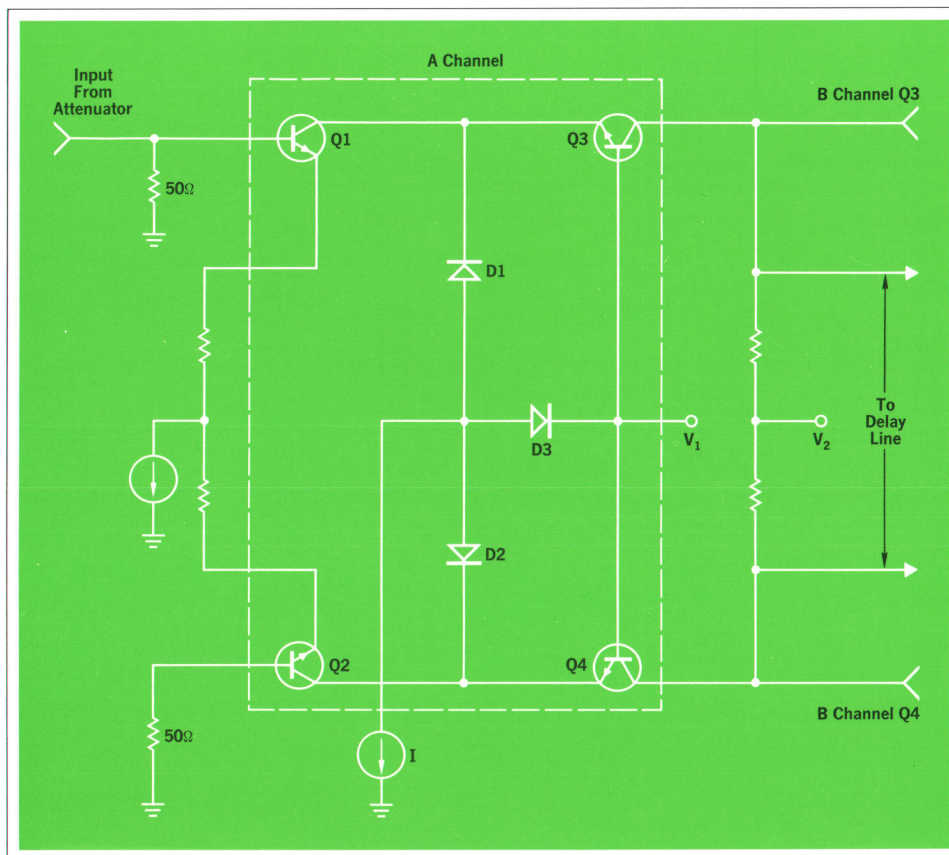 A Channel
Input
From
Attenuator
B Channel Q3
Q1
Q3
50Ω
D1
D3
V1
V2
To
Delay
Line
D2
Q2
Q4
B Channel Q4
50Ω
I